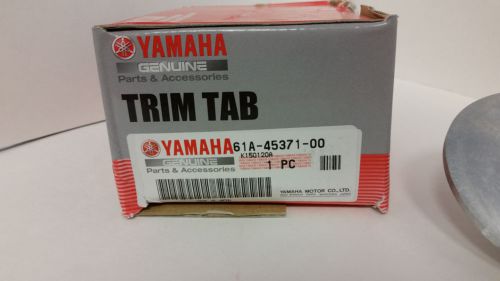 YAMAHA
GENUINE
Parts & Accessories
TRIM TAB
YAMAHA 61A-45371-00
GENUINE K150120A
Parts & Accessories 1 PC
YAMAHA MOTOR CO., LTD.